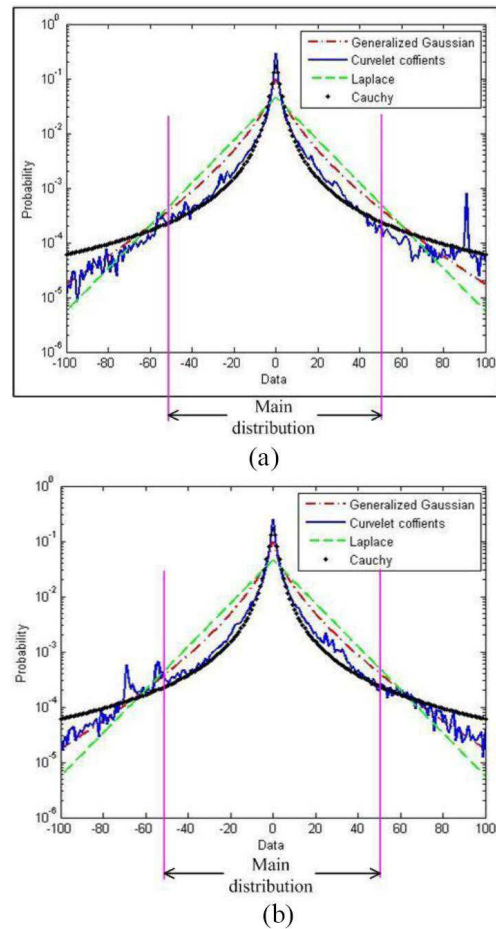 10^0
10^-1
10^-2
10^-3
10^-4
10^-5
10^-6
Probability
Generalized Gaussian
Curvelet coffients
Laplace
Cauchy
-100 -80 -60 -40 -20 0 20 40 60 80 100
Data
Main
distribution
(a)
10^0
10^-1
10^-2
10^-3
10^-4
10^-5
10^-6
Probability
Generalized Gaussian
Curvelet coffients
Laplace
Cauchy
-100 -80 -60 -40 -20 0 20 40 60 80 100
Data
Main
distribution
(b)